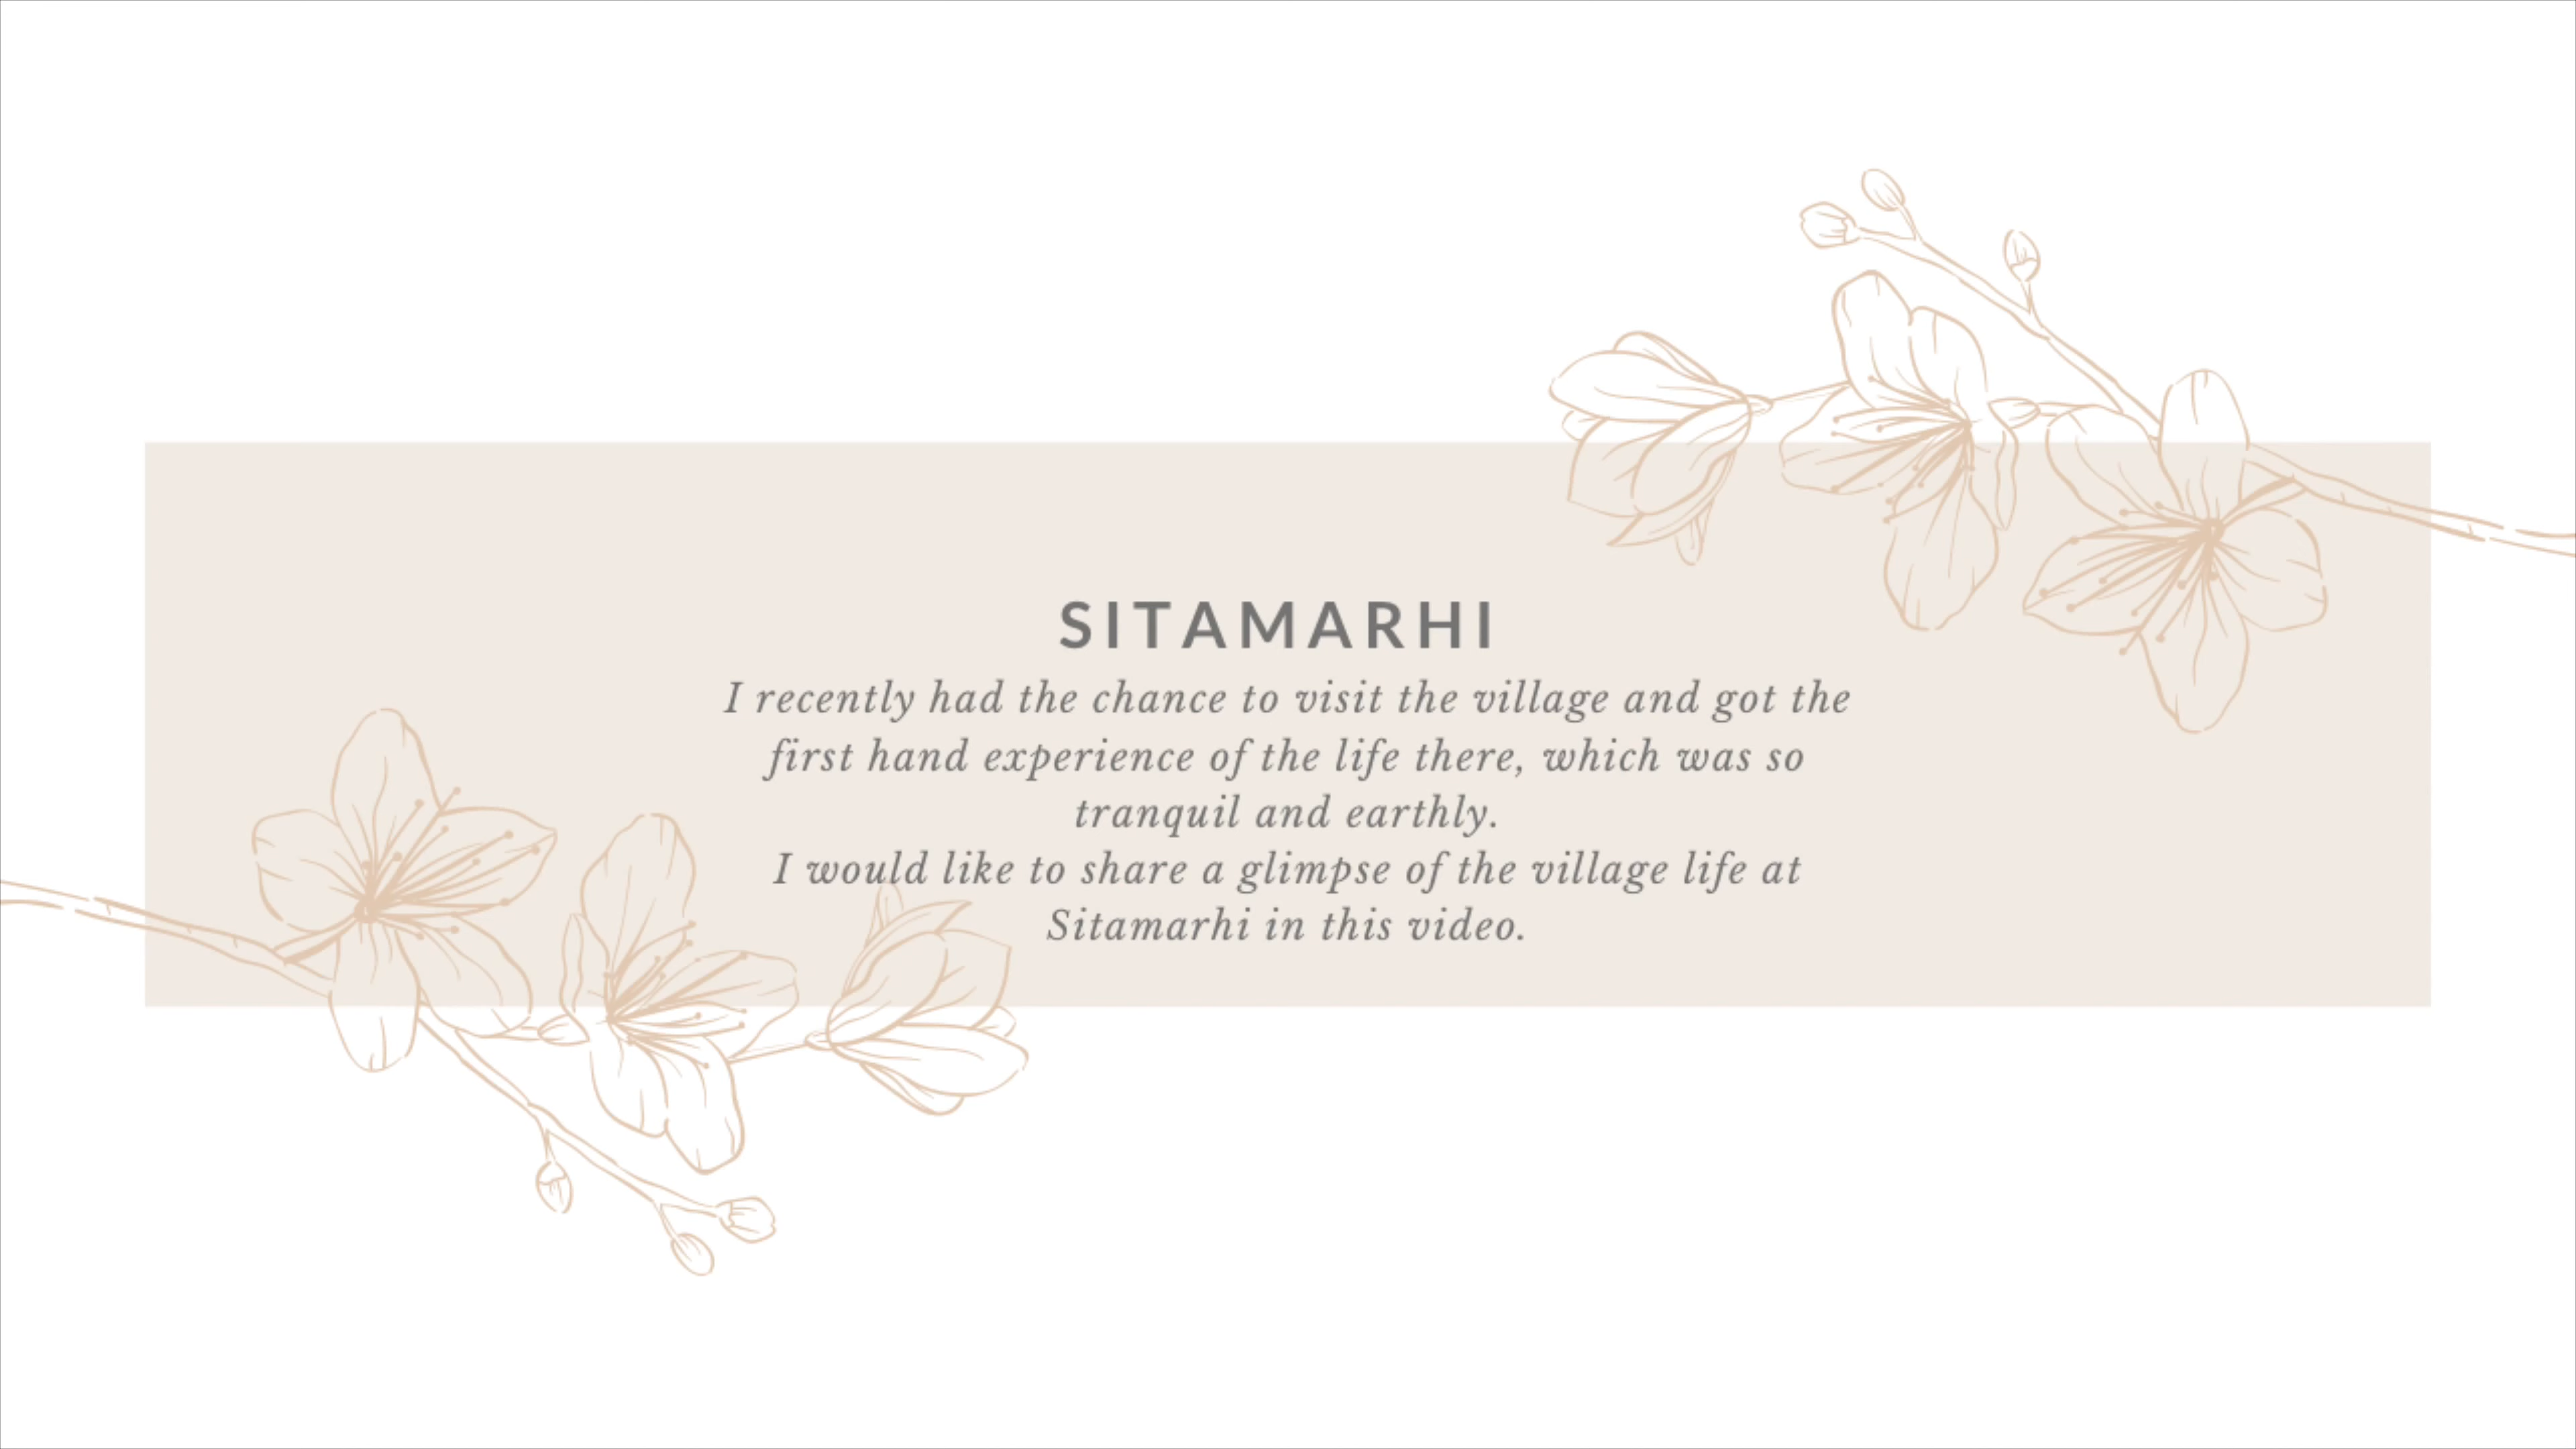 SITAMARHI
I recently had the chance to visit the village and got the
first hand experience of the life there, which was so
tranquil and earthly.
I would like to share a glimpse of the village life at
Sitamarhi in this video.